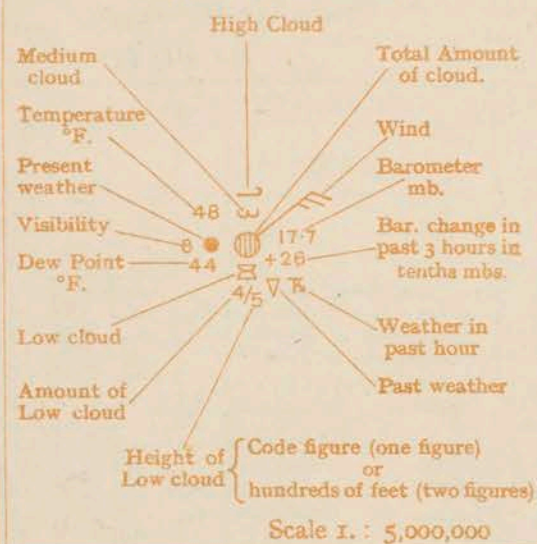 High Cloud
Medium
cloud
Total Amount
of cloud.
Temperature
°F.
Wind
Present
weather
Barometer
mb.
48
Visibility
8
17·7
Bar. change in
past 3 hours in
tenths mbs.
Dew Point
°F.
44
+26
4/5
Low cloud
Weather in
past hour
Amount of
Low cloud
Past weather
Height of
Low cloud
Code figure (one figure)
or
hundreds of feet (two figures)
Scale 1. : 5,000,000